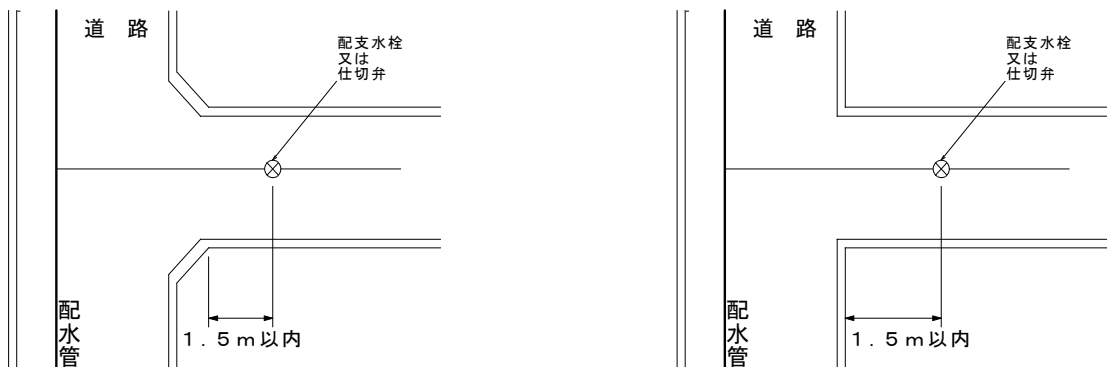 道 路
配支水栓
又は
仕切弁
配水管
1.5m以内
道 路
配支水栓
又は
仕切弁
配水管
1.5m以内